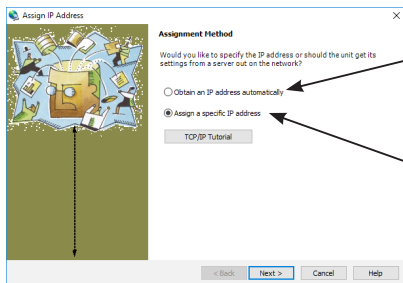 Assign IP Address
Assignment Method
Would you like to specify the IP address or should the unit get its
settings from a server out on the network?
Obtain an IP address automatically
Assign a specific IP address
TCP/IP Tutorial
< Back Next > Cancel Help